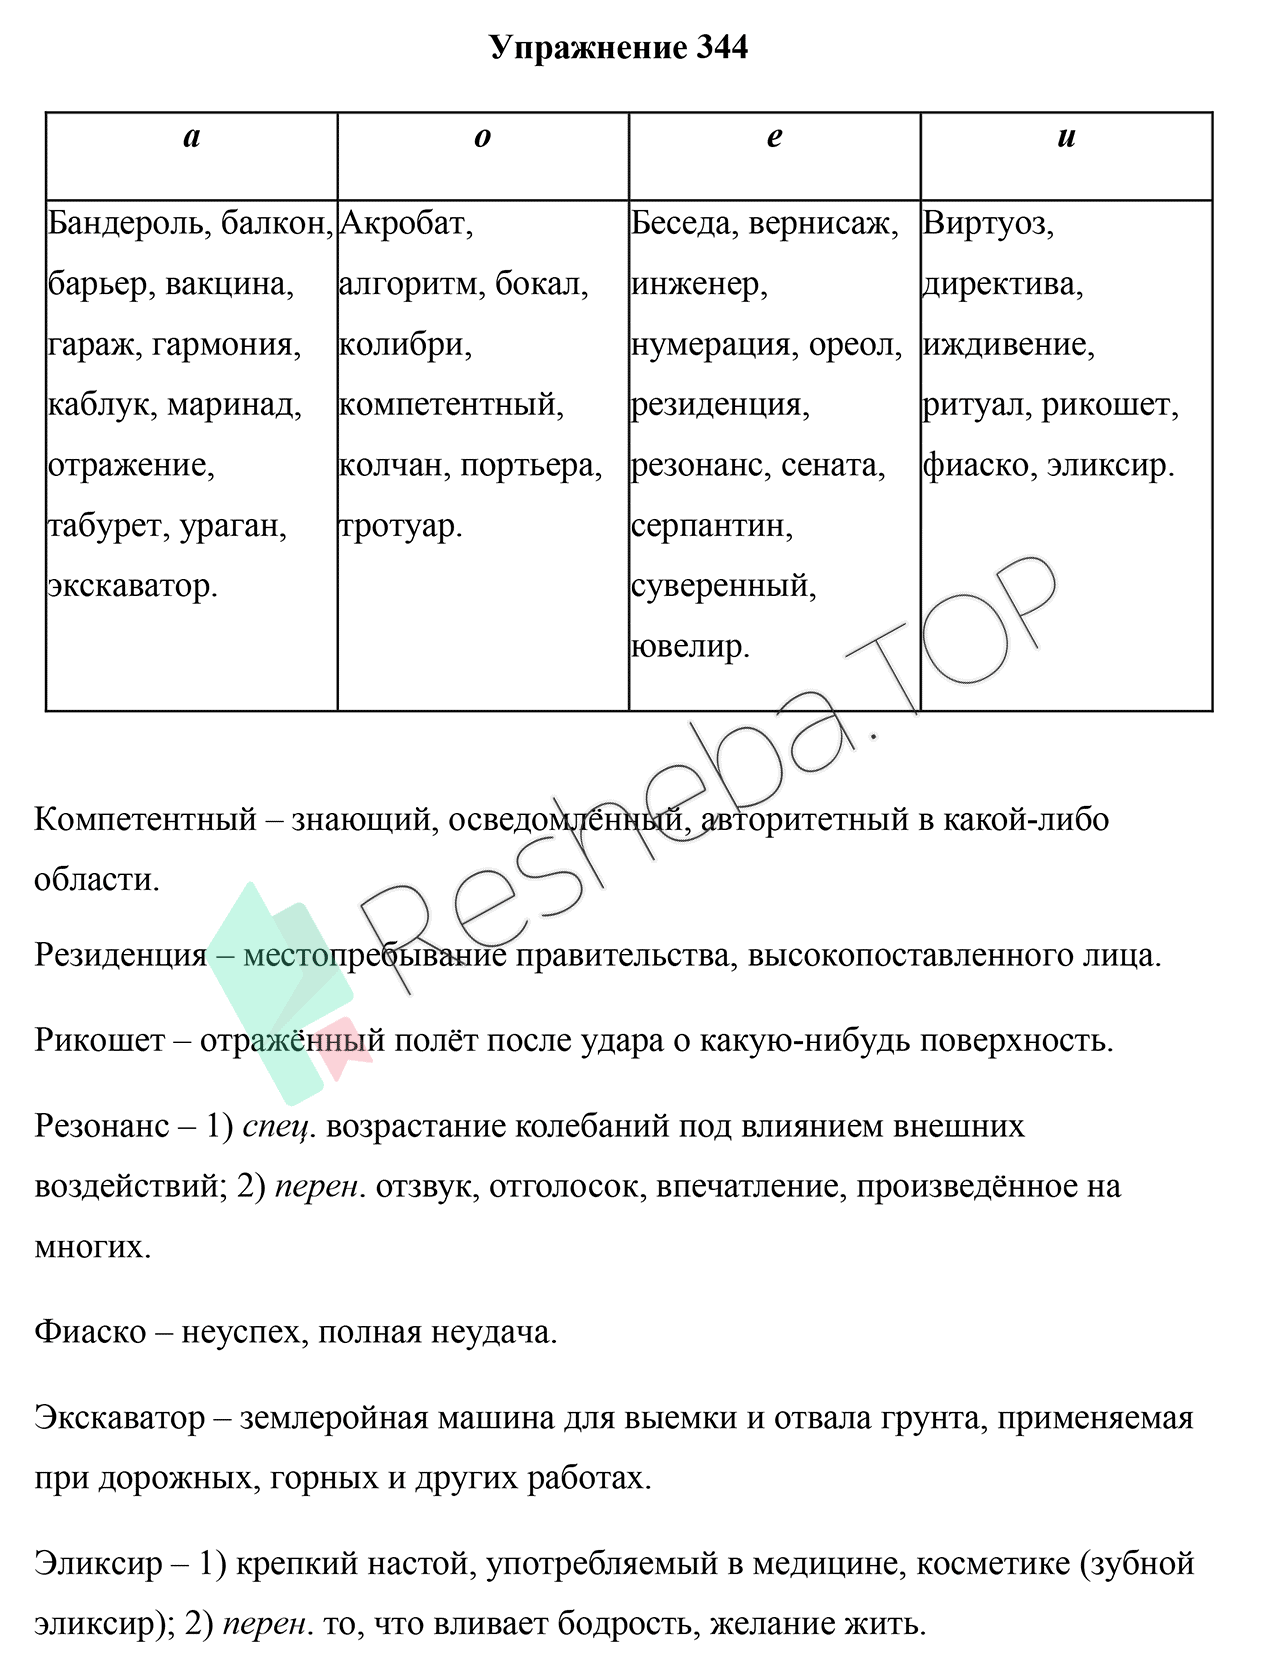 Упражнение 344
а
о
е
и
Бандероль, балкон,
барьер, вакцина,
гараж, гармония,
каблук, маринад,
отражение,
табурет, ураган,
экскаватор.
Акробат,
алгоритм, бокал,
колибри,
компетентный,
колчан, портьера,
тротуар.
Беседа, вернисаж,
инженер,
нумерация, ореол,
резиденция,
резонанс, сената,
серпантин,
суверенный,
ювелир.
Виртуоз,
директива,
иждивение,
ритуал, рикошет,
фиаско, эликсир.
Компетентный – знающий, осведомлённый, авторитетный в какой-либо
области.
Резиденция – местопребывание правительства, высокопоставленного лица.
Рикошет – отражённый полёт после удара о какую-нибудь поверхность.
Резонанс – 1) спец. возрастание колебаний под влиянием внешних
воздействий; 2) перен. отзвук, отголосок, впечатление, произведённое на
многих.
Фиаско – неуспех, полная неудача.
Экскаватор – землеройная машина для выемки и отвала грунта, применяемая
при дорожных, горных и других работах.
Эликсир – 1) крепкий настой, употребляемый в медицине, косметике (зубной
эликсир); 2) перен. то, что вливает бодрость, желание жить.
Resheba.TOP